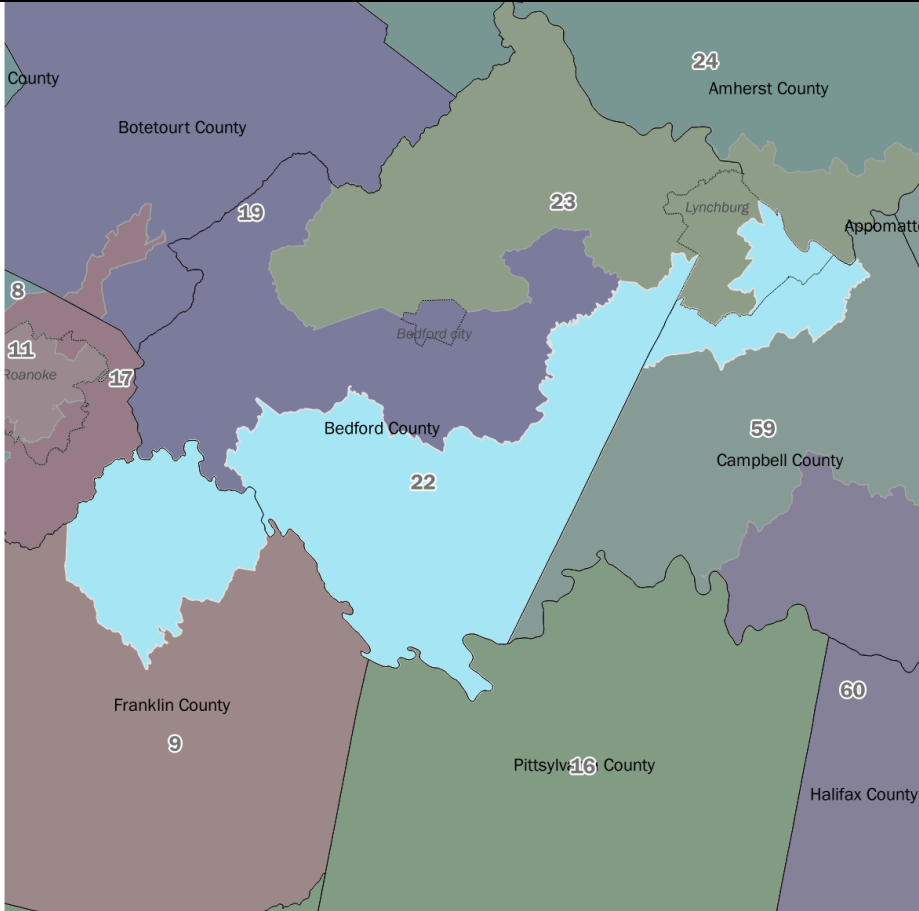 24
County
Amherst County
Botetourt County
19
23
Lynchburg
Appomatt
8
Bedford city
11
Roanoke
17
Bedford County
59
Campbell County
22
60
Franklin County
9
Pittsylvania County
16
Halifax County